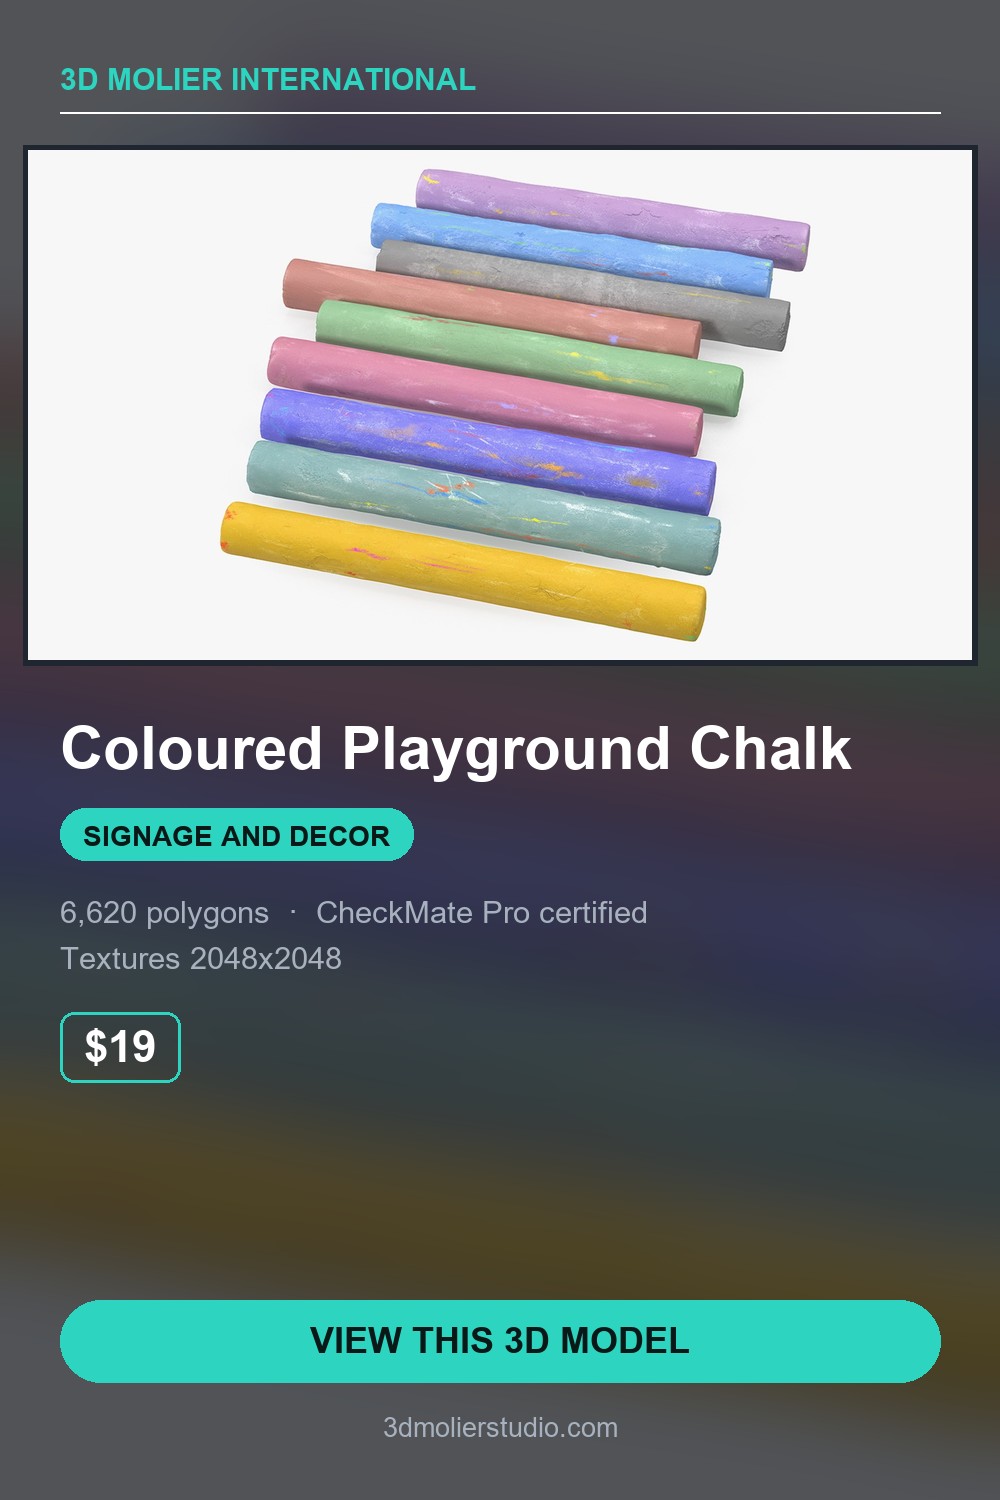 3D MOLIER INTERNATIONAL
Coloured Playground Chalk
SIGNAGE AND DECOR
6,620 polygons · CheckMate Pro certified
Textures 2048x2048
$19
VIEW THIS 3D MODEL
3dmolierstudio.com